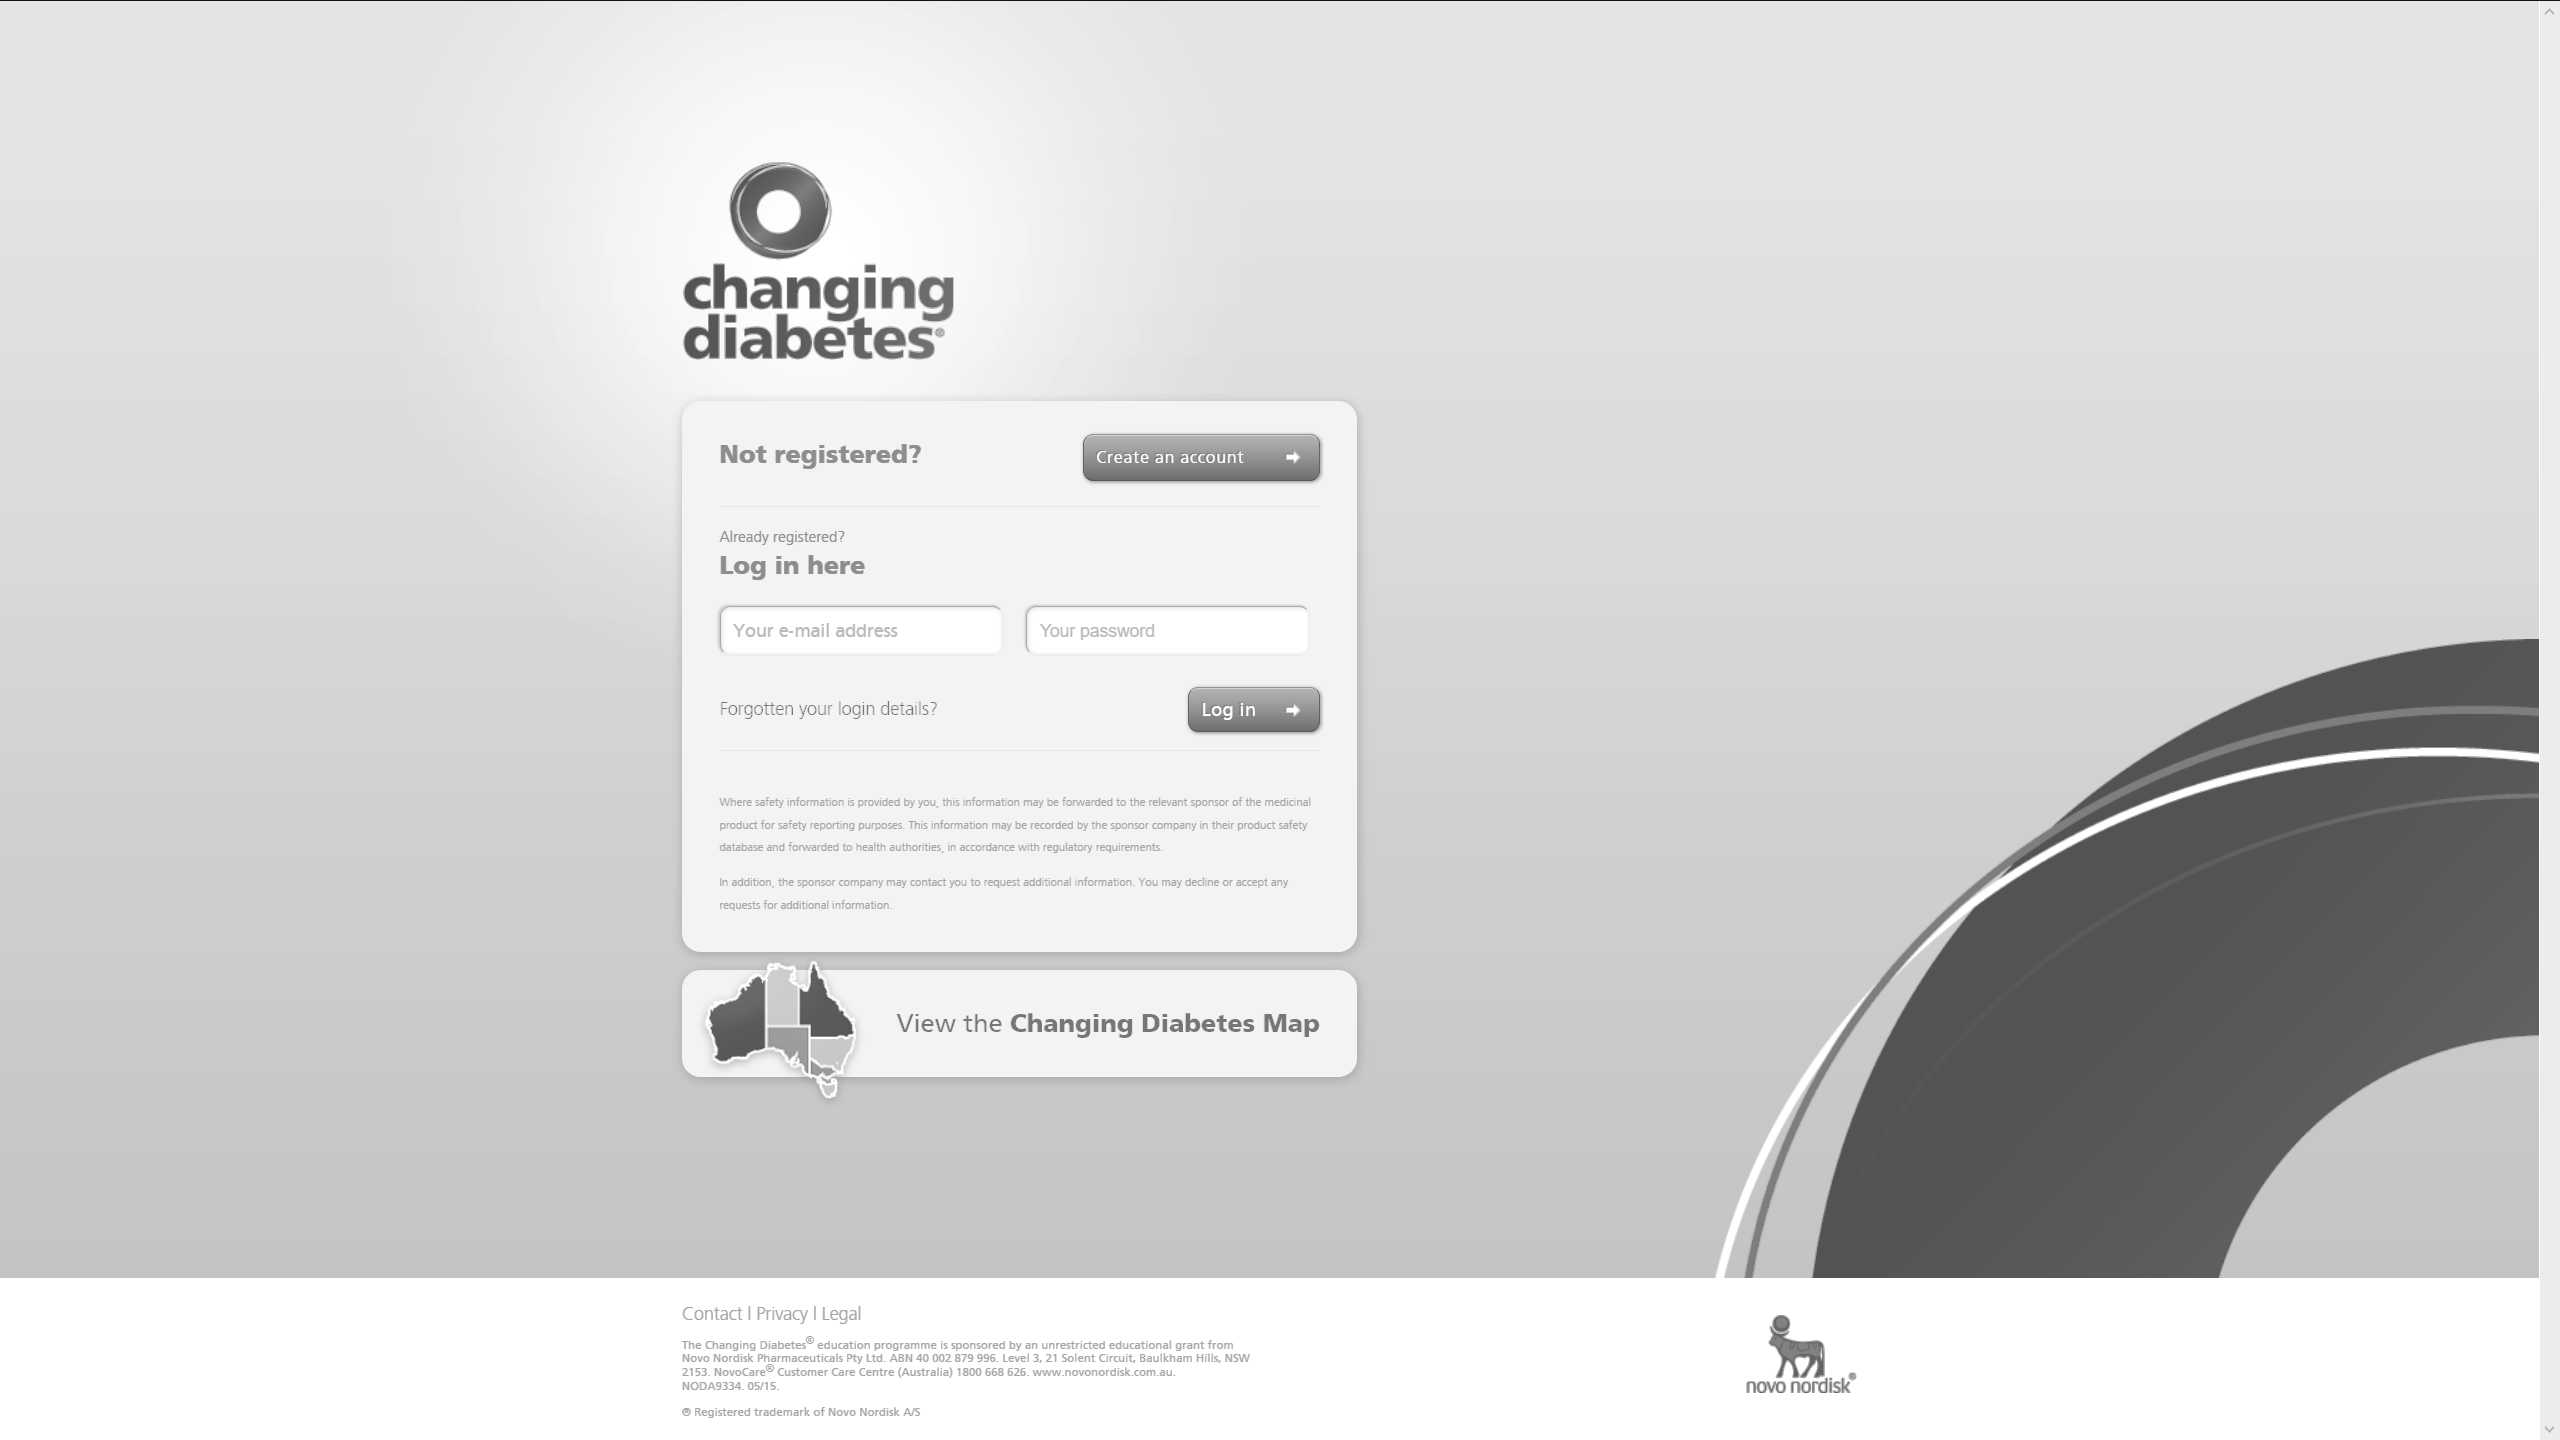 changing
diabetes®
Not registered?
Create an account
Already registered?
Log in here
Your e-mail address
Your password
Forgotten your login details?
Log in
Where safety information is provided by you, this information may be forwarded to the relevant sponsor of the medicinal
product for safety reporting purposes. This information may be recorded by the sponsor company in their product safety
database and forwarded to health authorities, in accordance with regulatory requirements.
In addition, the sponsor company may contact you to request additional information. You may decline or accept any
requests for additional information.
View the Changing Diabetes Map
Contact | Privacy | Legal
The Changing Diabetes® education programme is sponsored by an unrestricted educational grant from
Novo Nordisk Pharmaceuticals Pty Ltd. ABN 40 002 879 996. Level 3, 21 Solent Circuit, Baulkham Hills, NSW
2153. NovoCare® Customer Care Centre (Australia) 1800 668 626. www.novonordisk.com.au.
NODA9334. 05/15.
® Registered trademark of Novo Nordisk A/S
novo nordisk®